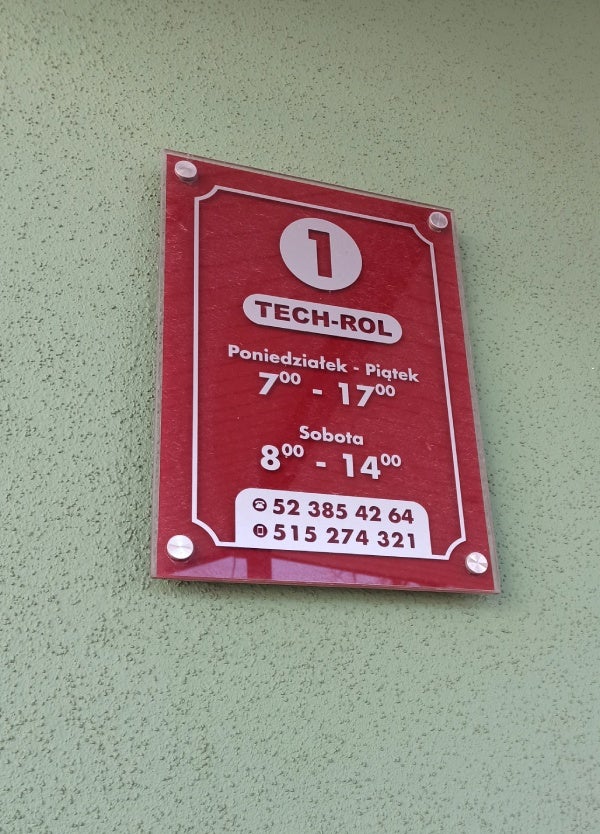 1
TECH-ROL
Poniedziałek - Piątek
7⁰⁰ - 17⁰⁰
Sobota
8⁰⁰ - 14⁰⁰
52 385 42 64
515 274 321